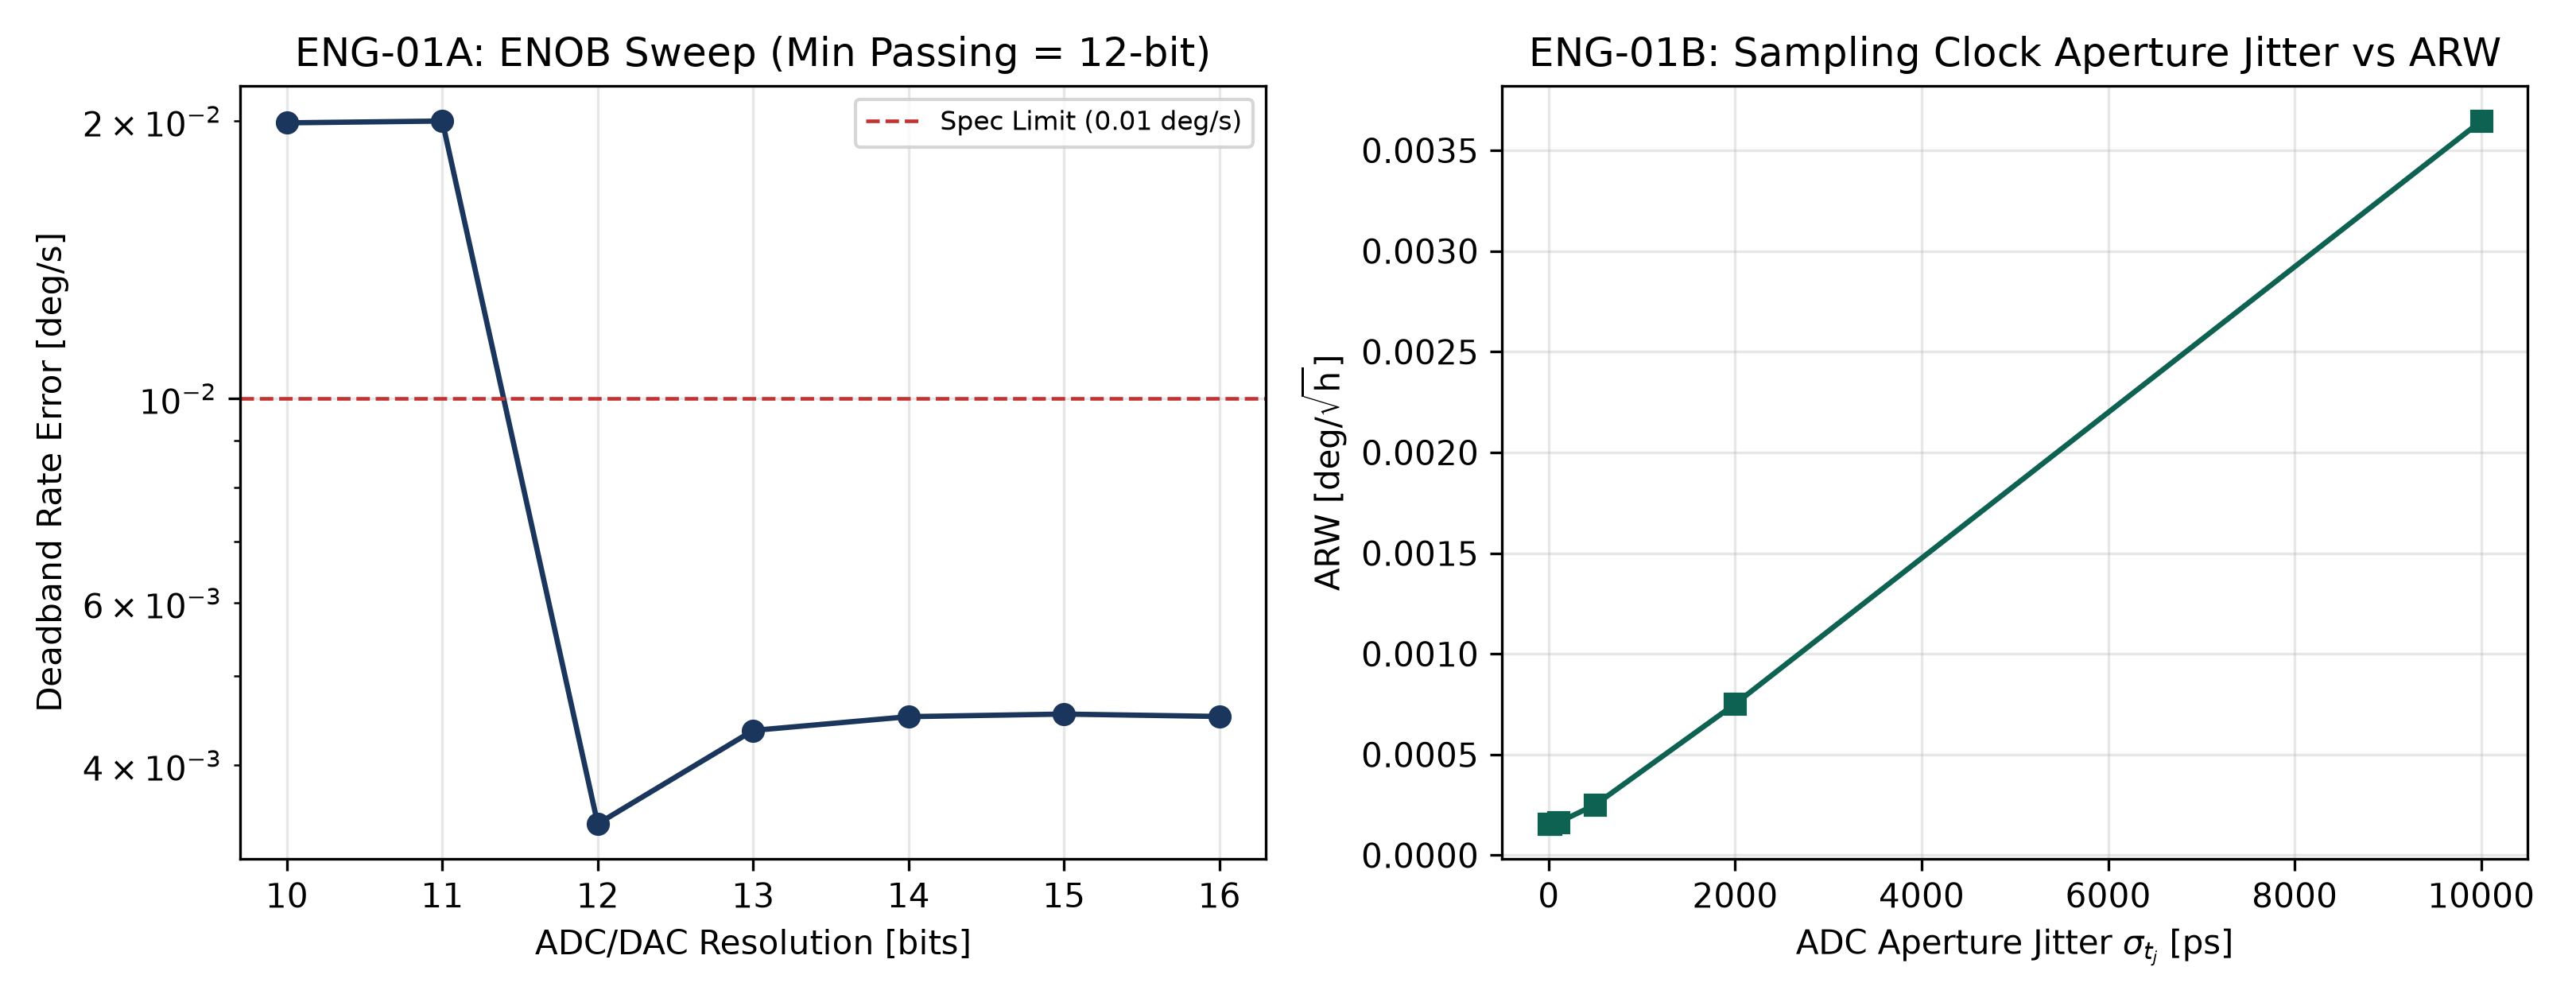 ENG-01A: ENOB Sweep (Min Passing = 12-bit)
Spec Limit (0.01 deg/s)
Deadband Rate Error [deg/s]
2 × 10⁻²
10⁻²
6 × 10⁻³
4 × 10⁻³
10 11 12 13 14 15 16
ADC/DAC Resolution [bits]
ENG-01B: Sampling Clock Aperture Jitter vs ARW
ARW [deg/√h]
0.0035
0.0030
0.0025
0.0020
0.0015
0.0010
0.0005
0.0000
0 2000 4000 6000 8000 10000
ADC Aperture Jitter σ_{t_j} [ps]